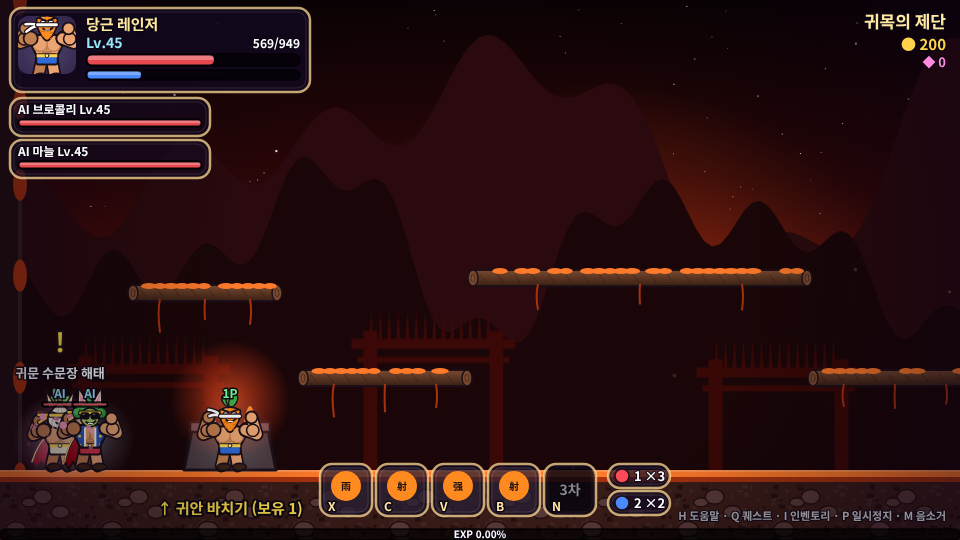 당근 레인저
Lv.45
569/949
AI 브로콜리 Lv.45
AI 마늘 Lv.45
귀목의 제단
200
0
!
귀문 수문장 해태
AI
AI
1P
↑ 귀안 바치기 (보유 1)
雨
X
射
C
强
V
射
B
3차
N
1 ×3
2 ×2
H 도움말 · Q 퀘스트 · I 인벤토리 · P 일시정지 · M 음소거
EXP 0.00%